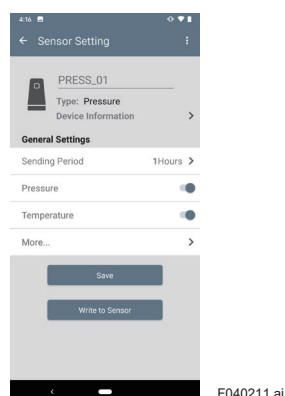 4:16
Sensor Setting
PRESS_01
Type: Pressure
Device Information
General Settings
Sending Period 1Hours
Pressure
Temperature
More...
Save
Write to Sensor
F040211.ai